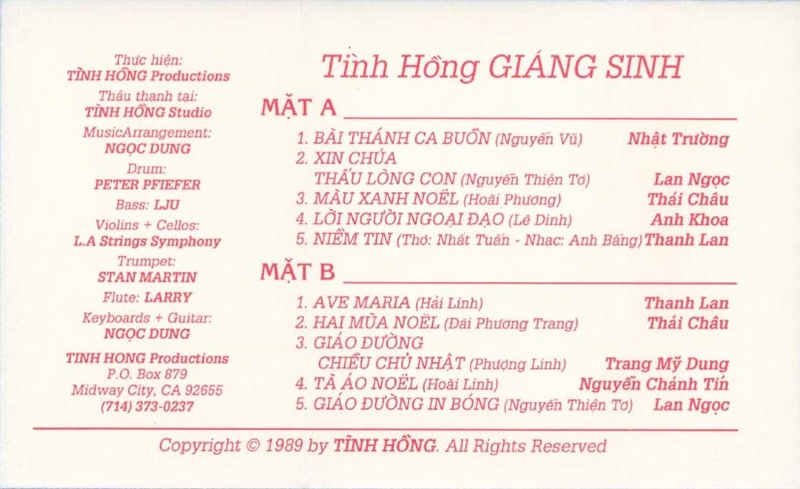 Thực hiện:
TÌNH HỒNG Productions
Thâu thanh tại:
TÌNH HỒNG Studio
MusicArrangement:
NGỌC DUNG
Drum:
PETER PFIEFER
Bass: LJU
Violins + Cellos:
L.A Strings Symphony
Trumpet:
STAN MARTIN
Flute: LARRY
Keyboards + Guitar:
NGỌC DUNG
TINH HONG Productions
P.O. Box 879
Midway City, CA 92655
(714) 373-0237
Tình Hồng GIÁNG SINH
MẶT A
1. BÀI THÁNH CA BUỒN (Nguyễn Vũ) Nhật Trường
2. XIN CHÚA
THẤU LÒNG CON (Nguyễn Thiện Tơ) Lan Ngọc
3. MÀU XANH NOËL (Hoài Phương) Thái Châu
4. LỜI NGƯỜI NGOẠI ĐẠO (Lê Dinh) Anh Khoa
5. NIỀM TIN (Thơ: Nhất Tuấn - Nhạc: Anh Bằng) Thanh Lan
MẶT B
1. AVE MARIA (Hải Linh) Thanh Lan
2. HAI MÙA NOËL (Đài Phương Trang) Thái Châu
3. GIÁO ĐƯỜNG
CHIỀU CHỦ NHẬT (Phượng Linh) Trang Mỹ Dung
4. TÀ ÁO NOËL (Hoài Linh) Nguyễn Chánh Tín
5. GIÁO ĐƯỜNG IN BÓNG (Nguyễn Thiện Tơ) Lan Ngọc
Copyright © 1989 by TÌNH HỒNG. All Rights Reserved